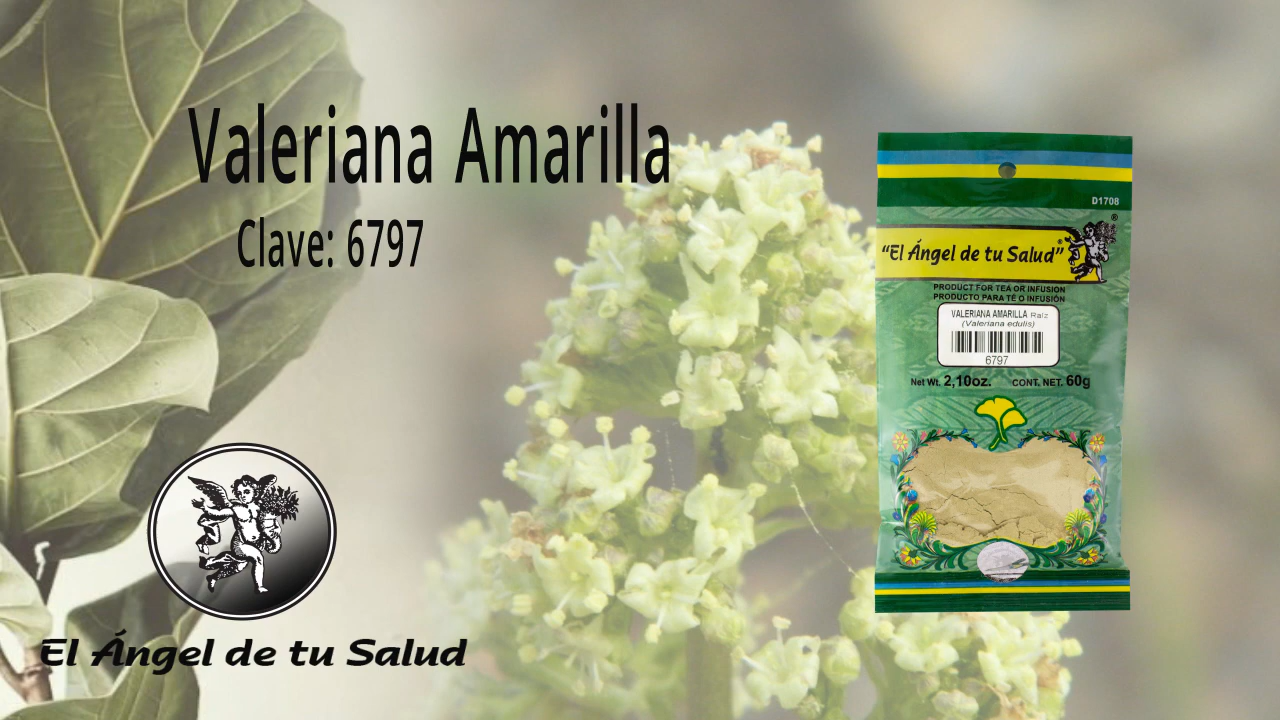 Valeriana Amarilla
Clave: 6797
El Ángel de tu Salud
D1708
®
“El Ángel de tu Salud”®
PRODUCT FOR TEA OR INFUSION
PRODUCTO PARA TÉ O INFUSIÓN
VALERIANA AMARILLA Raíz
(Valeriana edulis)
6797
Net Wt. 2,10oz. CONT. NET. 60g